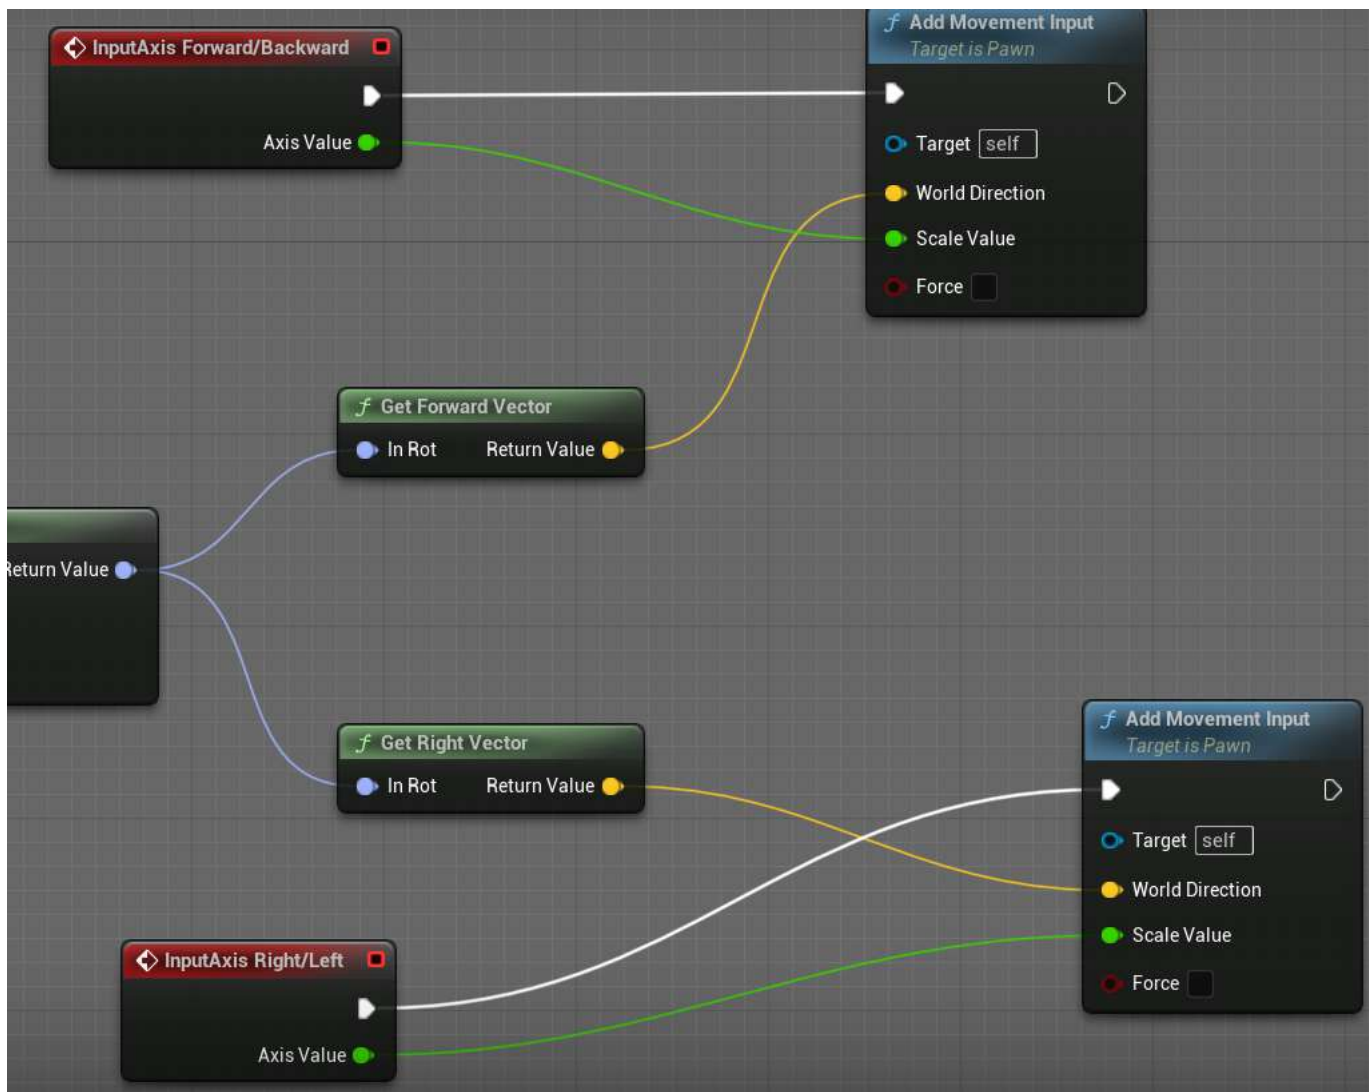 InputAxis Forward/Backward
Axis Value
f Add Movement Input
Target is Pawn
Target self
World Direction
Scale Value
Force
f Get Forward Vector
In Rot Return Value
Return Value
f Get Right Vector
In Rot Return Value
f Add Movement Input
Target is Pawn
Target self
World Direction
Scale Value
Force
InputAxis Right/Left
Axis Value